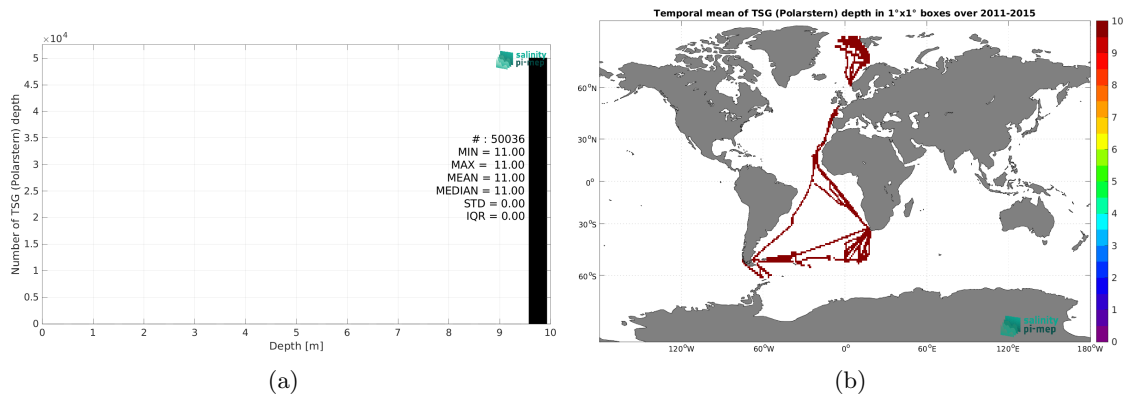 ×10⁴
5
4.5
4
3.5
3
2.5
2
1.5
1
0.5
0
Number of TSG (Polarstern) depth
salinity
pi-mep
# : 50036
MIN = 11.00
MAX = 11.00
MEAN = 11.00
MEDIAN = 11.00
STD = 0.00
IQR = 0.00
0 1 2 3 4 5 6 7 8 9 10
Depth [m]
(a)
Temporal mean of TSG (Polarstern) depth in 1°x1° boxes over 2011-2015
60°N
30°N
0°
30°S
60°S
120°W 60°W 0° 60°E 120°E 180°W
salinity
pi-mep
10
9
8
7
6
5
4
3
2
1
0
(b)